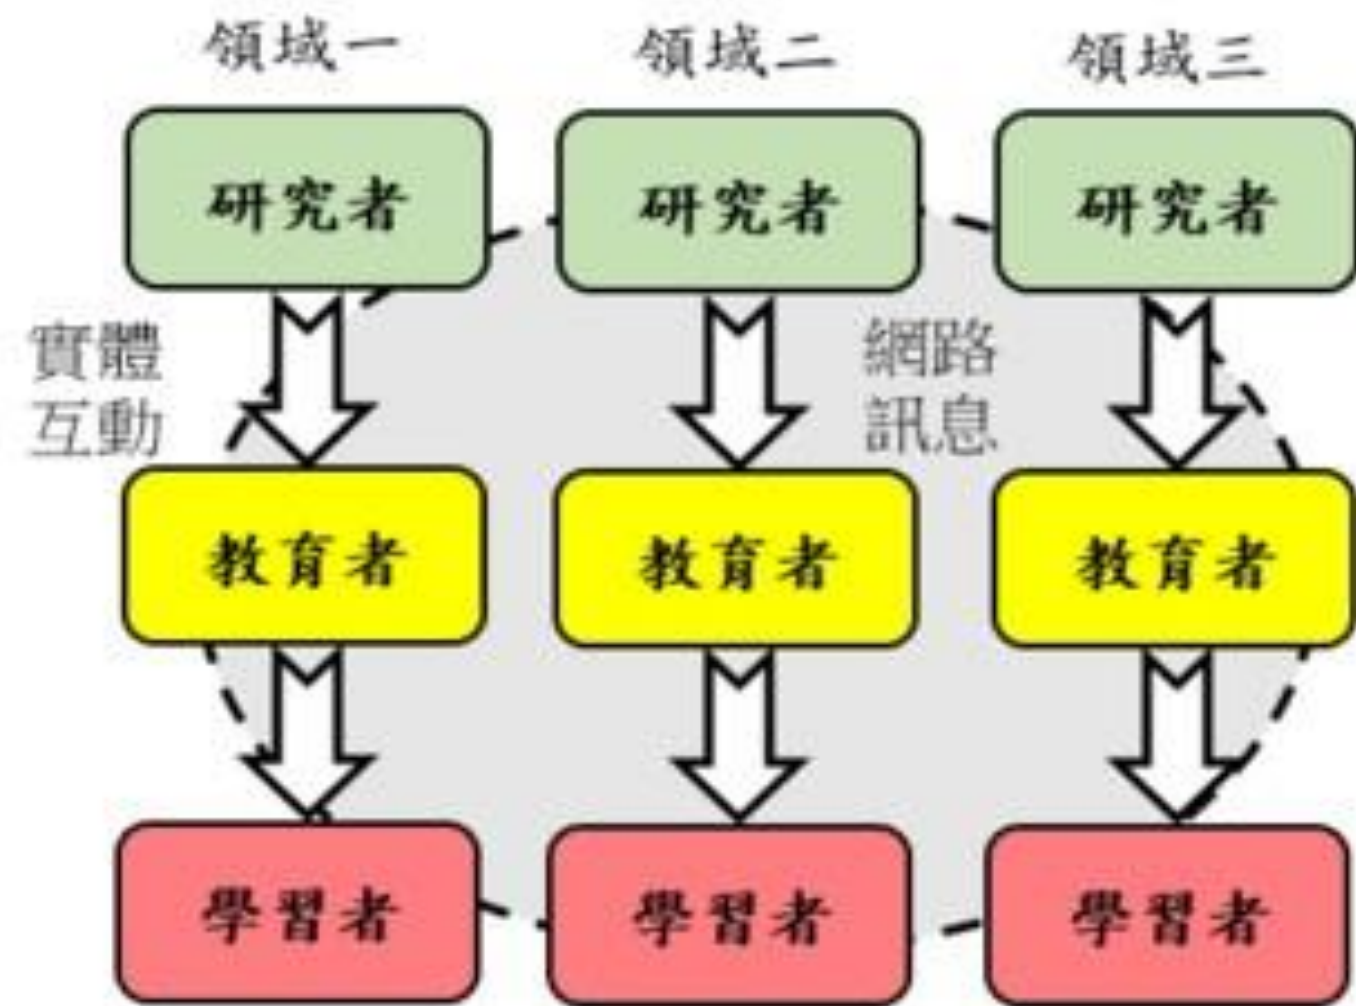 領域一 領域二 領域三
研究者 研究者 研究者
實體 網路
互動 訊息
教育者 教育者 教育者
學習者 學習者 學習者